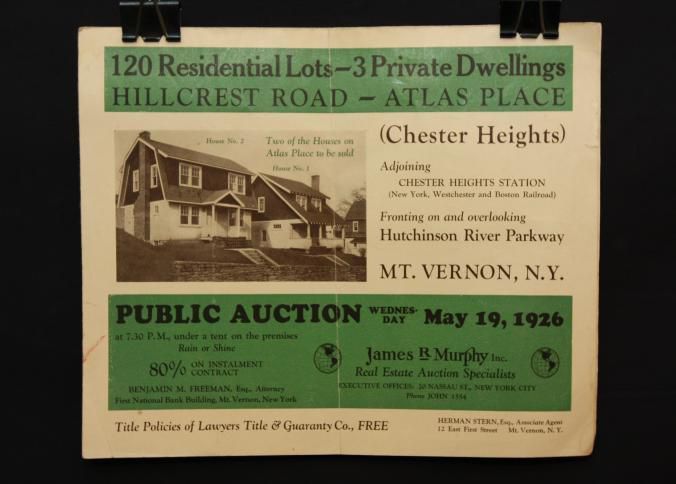 120 Residential Lots—3 Private Dwellings
HILLCREST ROAD — ATLAS PLACE
House No. 2
Two of the Houses on
Atlas Place to be sold
House No. 1
(Chester Heights)
Adjoining
CHESTER HEIGHTS STATION
(New York, Westchester and Boston Railroad)
Fronting on and overlooking
Hutchinson River Parkway
MT. VERNON, N.Y.
PUBLIC AUCTION WEDNES-
DAY May 19, 1926
at 7.30 P.M., under a tent on the premises
Rain or Shine
80% ON INSTALMENT
CONTRACT
BENJAMIN M. FREEMAN, Esq., Attorney
First National Bank Building, Mt. Vernon, New York
James R. Murphy Inc.
Real Estate Auction Specialists
EXECUTIVE OFFICES: 20 NASSAU ST., NEW YORK CITY
Phone JOHN 1554
Title Policies of Lawyers Title & Guaranty Co., FREE
HERMAN STERN, Esq., Associate Agent
12 East First Street Mt. Vernon, N. Y.